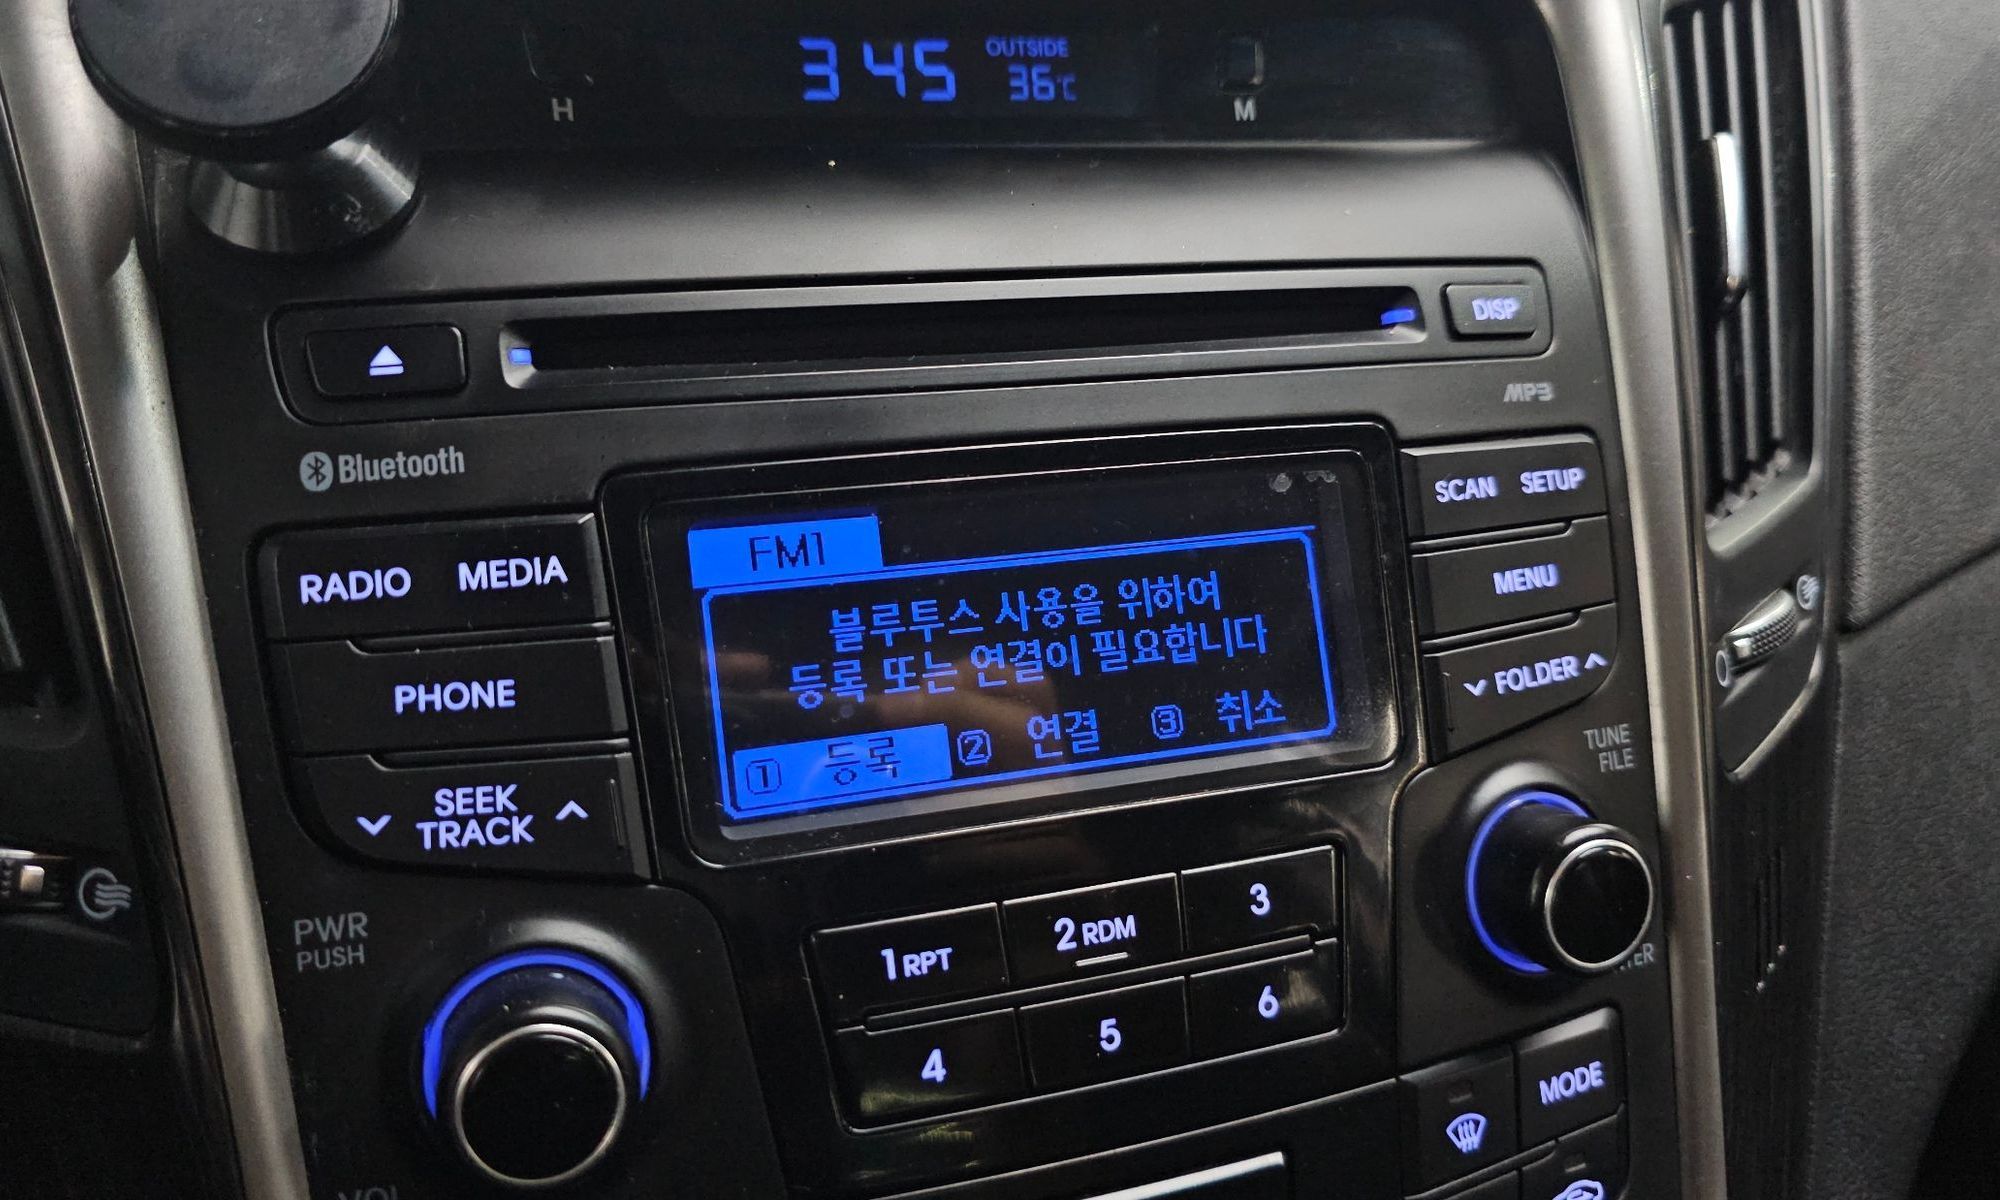 3 45
OUTSIDE
36℃
H
M
DISP
MP3
Bluetooth
SCAN
SETUP
RADIO
MEDIA
FM1
블루투스 사용을 위하여
등록 또는 연결이 필요합니다
1 등록 2 연결 3 취소
MENU
FOLDER
PHONE
SEEK
TRACK
TUNE
FILE
PWR
PUSH
1 RPT
2 RDM
3
4
5
6
MODE